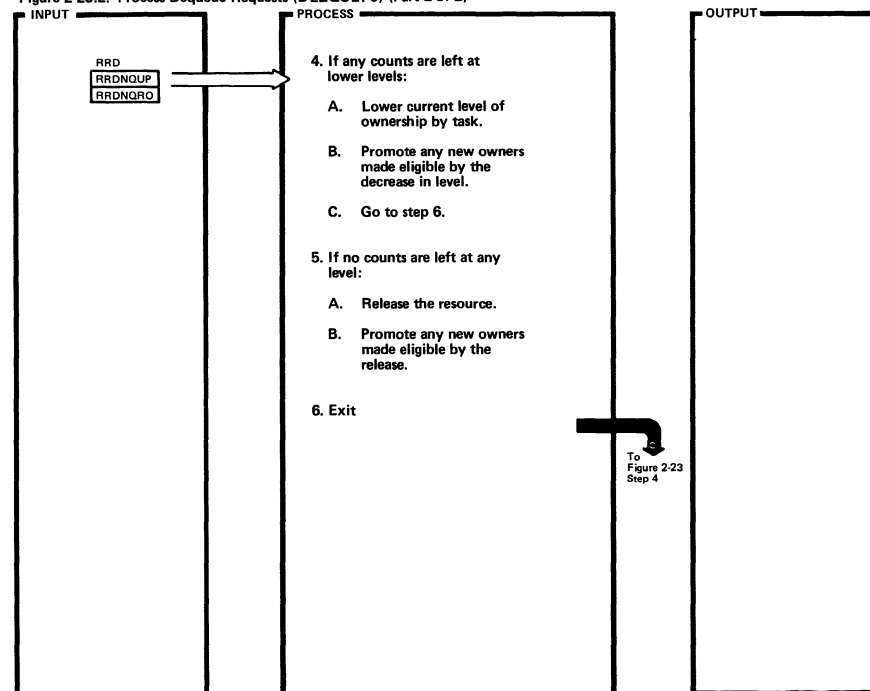 INPUT
PROCESS
OUTPUT
RRD
RRDNQUP
RRDNQRO
4. If any counts are left at
lower levels:
A. Lower current level of
ownership by task.
B. Promote any new owners
made eligible by the
decrease in level.
C. Go to step 6.
5. If no counts are left at any
level:
A. Release the resource.
B. Promote any new owners
made eligible by the
release.
6. Exit
To
Figure 2-23
Step 4